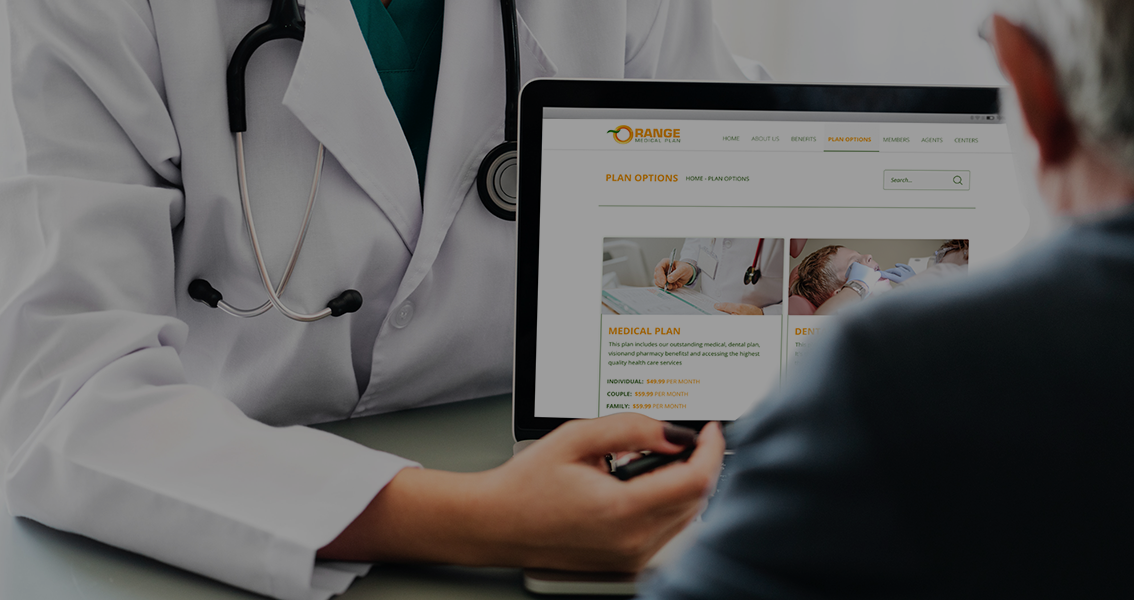 ORANGE
MEDICAL PLAN
HOME ABOUT US BENEFITS PLAN OPTIONS MEMBERS AGENTS CENTERS
PLAN OPTIONS HOME - PLAN OPTIONS
Search...
MEDICAL PLAN
This plan includes our outstanding medical, dental plan,
visionand pharmacy benefits! and accessing the highest
quality health care services
INDIVIDUAL: $49.99 PER MONTH
COUPLE: $59.99 PER MONTH
FAMILY: $59.99 PER MONTH
DENT